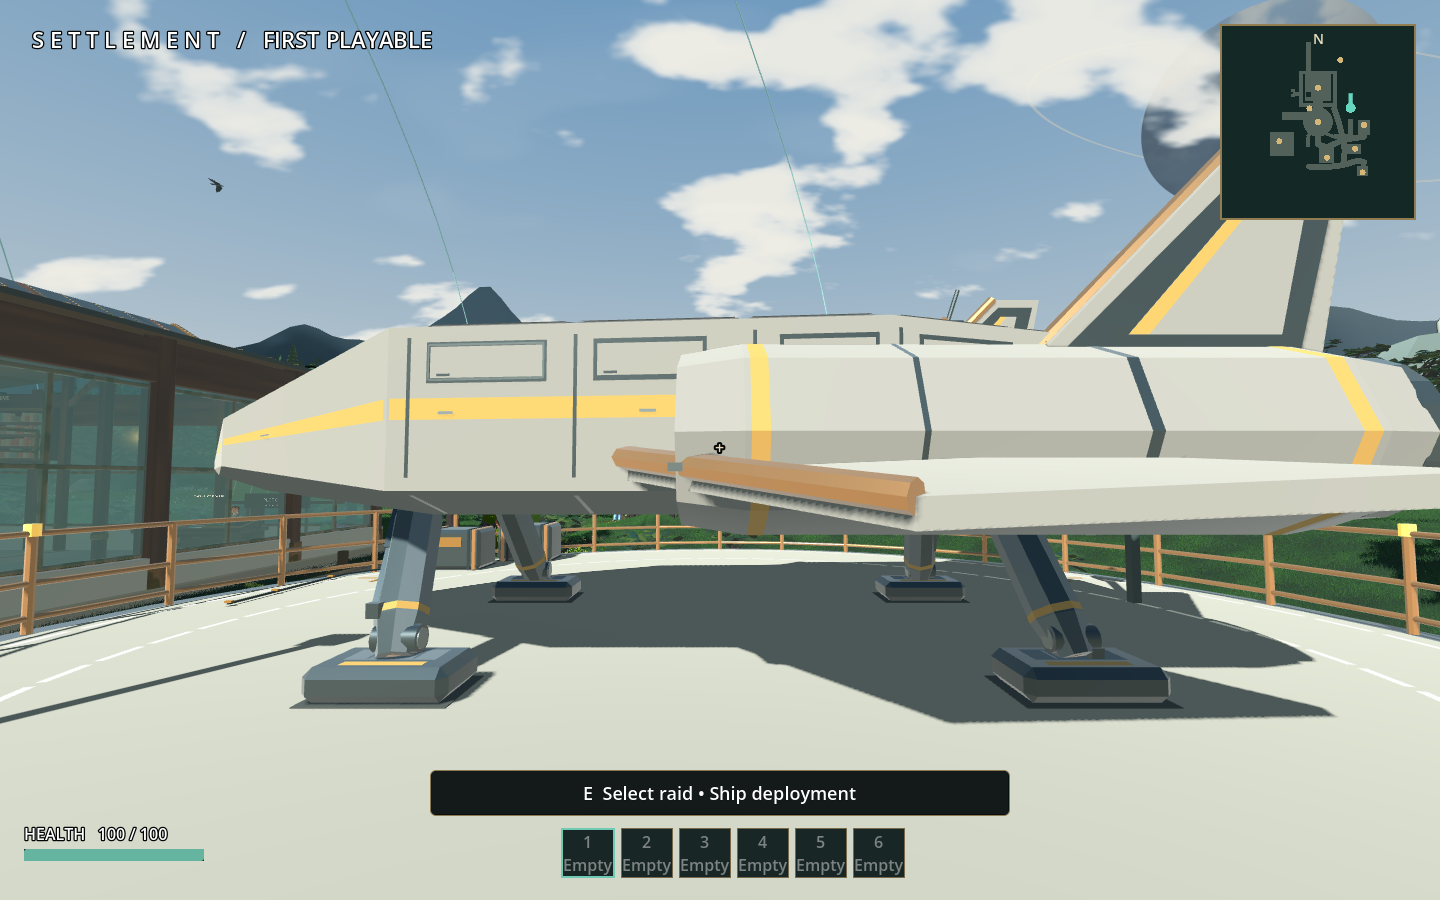 SETTLEMENT / FIRST PLAYABLE
N
E Select raid • Ship deployment
HEALTH 100 / 100
1 2 3 4 5 6
Empty Empty Empty Empty Empty Empty